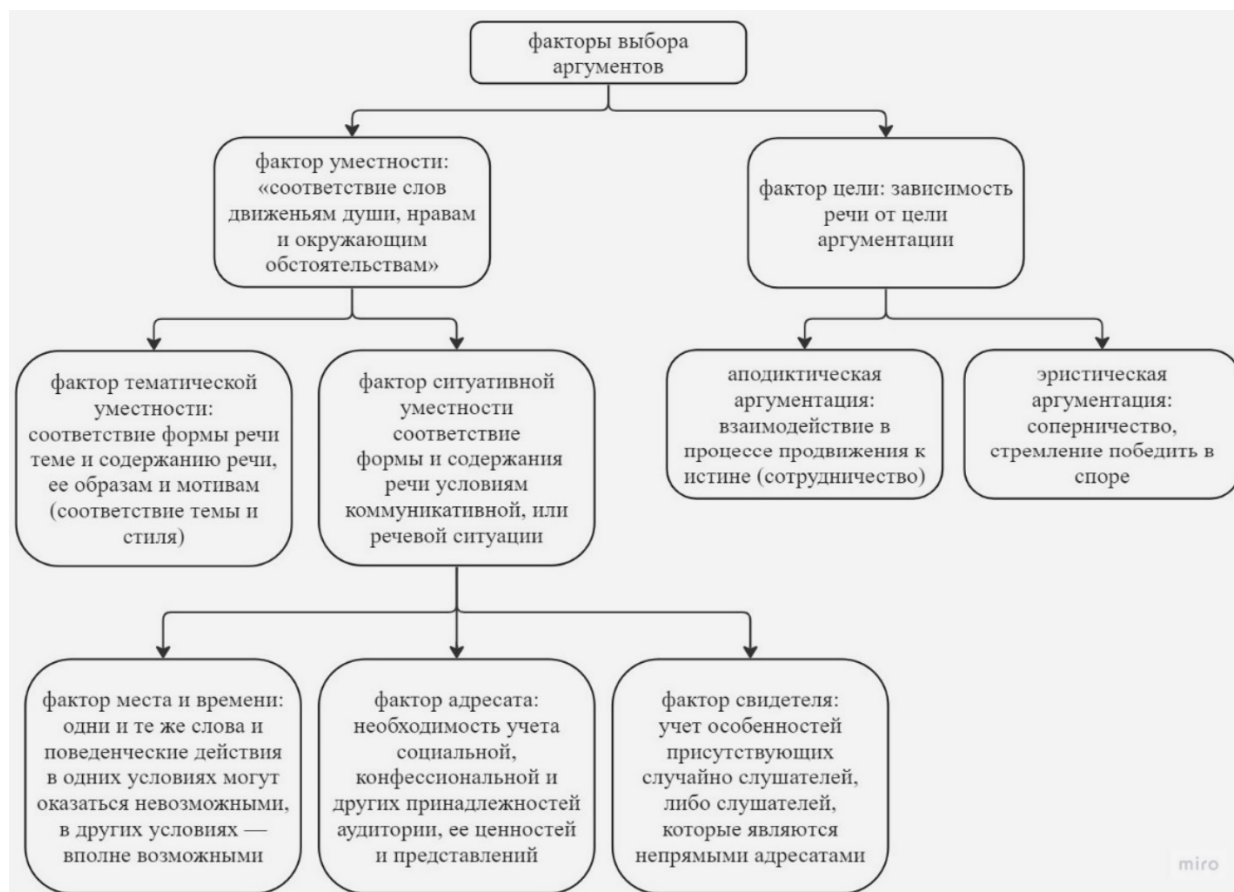 факторы выбора
аргументов
фактор уместности:
«соответствие слов
движеньям души, нравам
и окружающим
обстоятельствам»
фактор цели: зависимость
речи от цели
аргументации
фактор тематической
уместности:
соответствие формы речи
теме и содержанию речи,
ее образам и мотивам
(соответствие темы и
стиля)
фактор ситуативной
уместности
соответствие
формы и содержания
речи условиям
коммуникативной, или
речевой ситуации
аподиктическая
аргументация:
взаимодействие в
процессе продвижения к
истине (сотрудничество)
эристическая
аргументация:
соперничество,
стремление победить в
споре
фактор места и времени:
одни и те же слова и
поведенческие действия
в одних условиях могут
оказаться невозможными,
в других условиях —
вполне возможными
фактор адресата:
необходимость учета
социальной,
конфессиональной и
других принадлежностей
аудитории, ее ценностей
и представлений
фактор свидетеля:
учет особенностей
присутствующих
случайно слушателей,
либо слушателей,
которые являются
непрямыми адресатами
miro